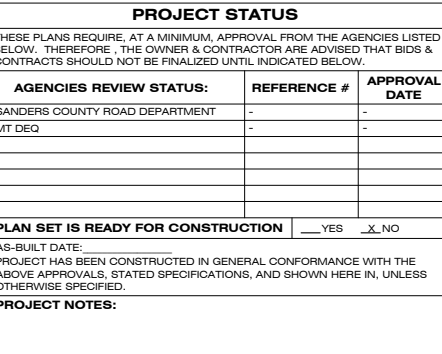 PROJECT STATUS
THESE PLANS REQUIRE, AT A MINIMUM, APPROVAL FROM THE AGENCIES LISTED
BELOW. THEREFORE , THE OWNER & CONTRACTOR ARE ADVISED THAT BIDS &
CONTRACTS SHOULD NOT BE FINALIZED UNTIL INDICATED BELOW.
AGENCIES REVIEW STATUS: REFERENCE # APPROVAL DATE
SANDERS COUNTY ROAD DEPARTMENT - -
MT DEQ - -
PLAN SET IS READY FOR CONSTRUCTION ___YES _X_NO
AS-BUILT DATE:______________
PROJECT HAS BEEN CONSTRUCTED IN GENERAL CONFORMANCE WITH THE
ABOVE APPROVALS, STATED SPECIFICATIONS, AND SHOWN HERE IN, UNLESS
OTHERWISE SPECIFIED.
PROJECT NOTES: